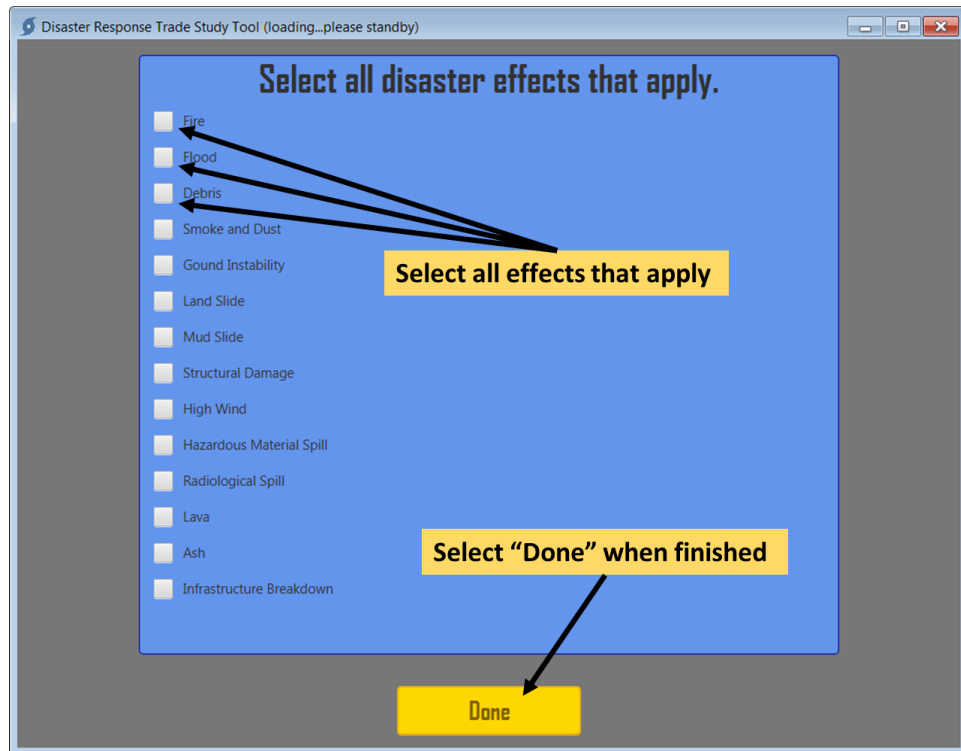 Disaster Response Trade Study Tool (loading...please standby)
Select all disaster effects that apply.
Fire
Flood
Debris
Smoke and Dust
Gound Instability
Select all effects that apply
Land Slide
Mud Slide
Structural Damage
High Wind
Hazardous Material Spill
Radiological Spill
Lava
Ash
Select “Done” when finished
Infrastructure Breakdown
Done